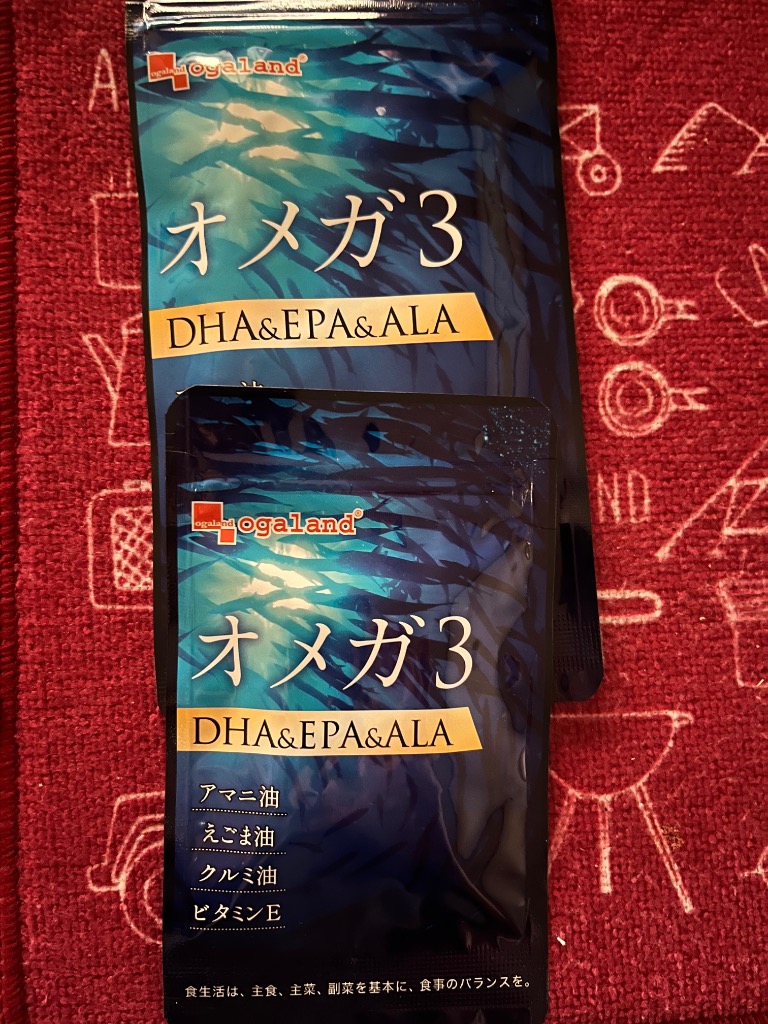 ogaland ogaland®
オメガ3
DHA&EPA&ALA
ogaland ogaland®
オメガ3
DHA&EPA&ALA
アマニ油
えごま油
クルミ油
ビタミンE
食生活は、主食、主菜、副菜を基本に、食事のバランスを。